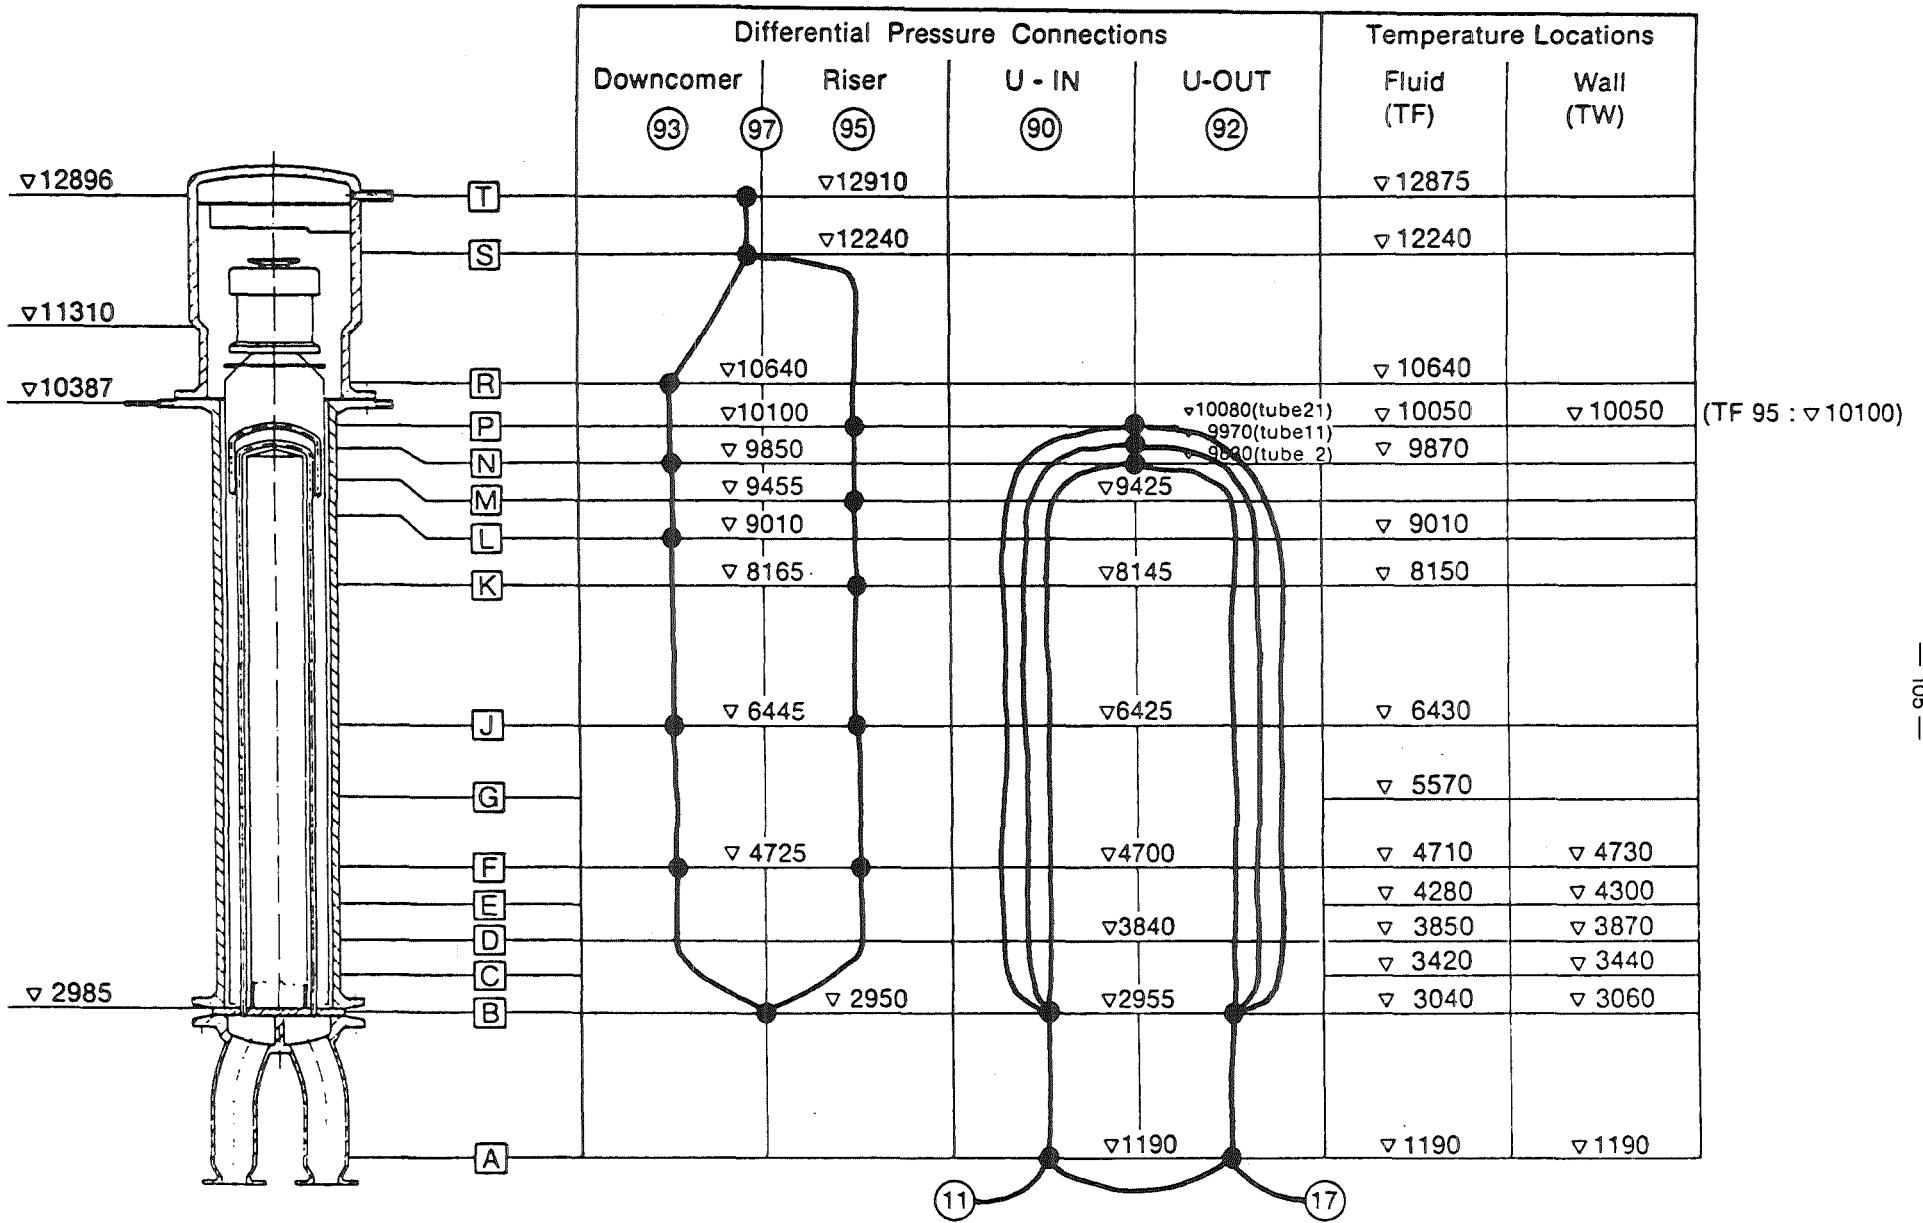 Differential Pressure Connections Temperature Locations
Downcomer Riser U - IN U-OUT Fluid Wall
(TF) (TW)
93 97 95 90 92
▽12896 T ▽12910 ▽12875
S ▽12240 ▽12240
▽11310
▽10387 R ▽10640 ▽10640
P ▽10100 ▽10080(tube21) ▽10050 ▽10050 (TF 95 : ▽10100)
▽9970(tube11)
N ▽9850 (tube 2) ▽9870
M ▽9455 ▽9425
L ▽9010 ▽9010
K ▽8165 ▽8145 ▽8150
J ▽6445 ▽6425 ▽6430
G ▽5570
F ▽4725 ▽4700 ▽4710 ▽4730
E ▽4280 ▽4300
D ▽3840 ▽3850 ▽3870
C ▽3420 ▽3440
▽2985 B ▽2950 ▽2955 ▽3040 ▽3060
A ▽1190 ▽1190 ▽1190
11 17